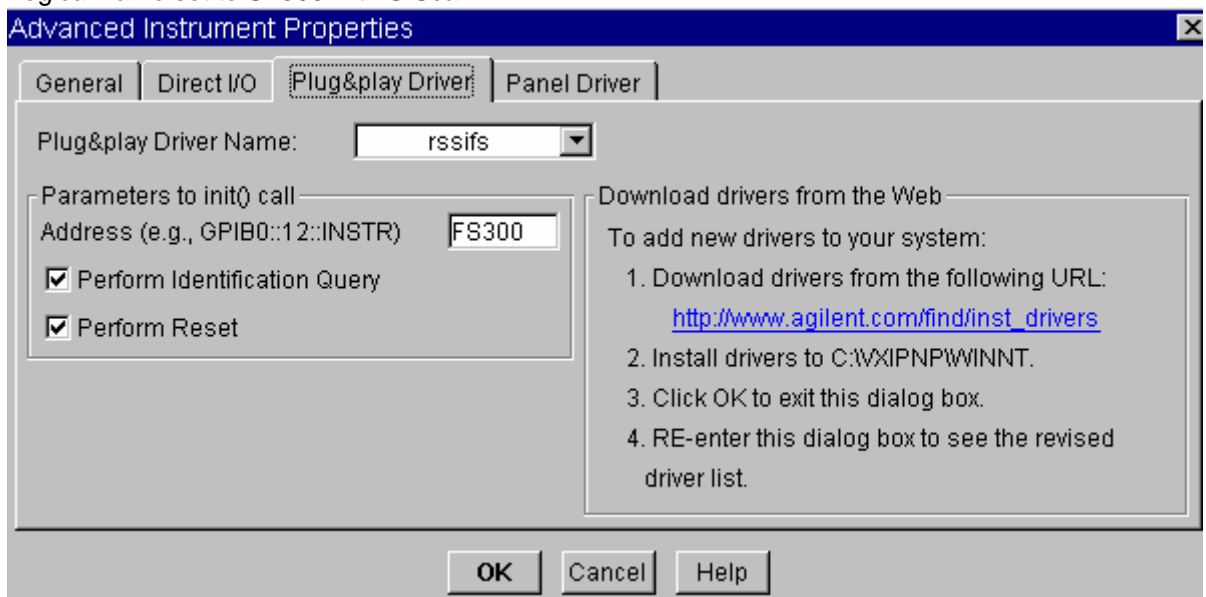 Advanced Instrument Properties
General
Direct I/O
Plug&play Driver
Panel Driver
Plug&play Driver Name:
rssifs
Parameters to init() call
Address (e.g., GPIB0::12::INSTR)
FS300
Perform Identification Query
Perform Reset
Download drivers from the Web
To add new drivers to your system:
1. Download drivers from the following URL:
http://www.agilent.com/find/inst_drivers
2. Install drivers to C:\VXIPNP\WINNT.
3. Click OK to exit this dialog box.
4. RE-enter this dialog box to see the revised
driver list.
OK
Cancel
Help